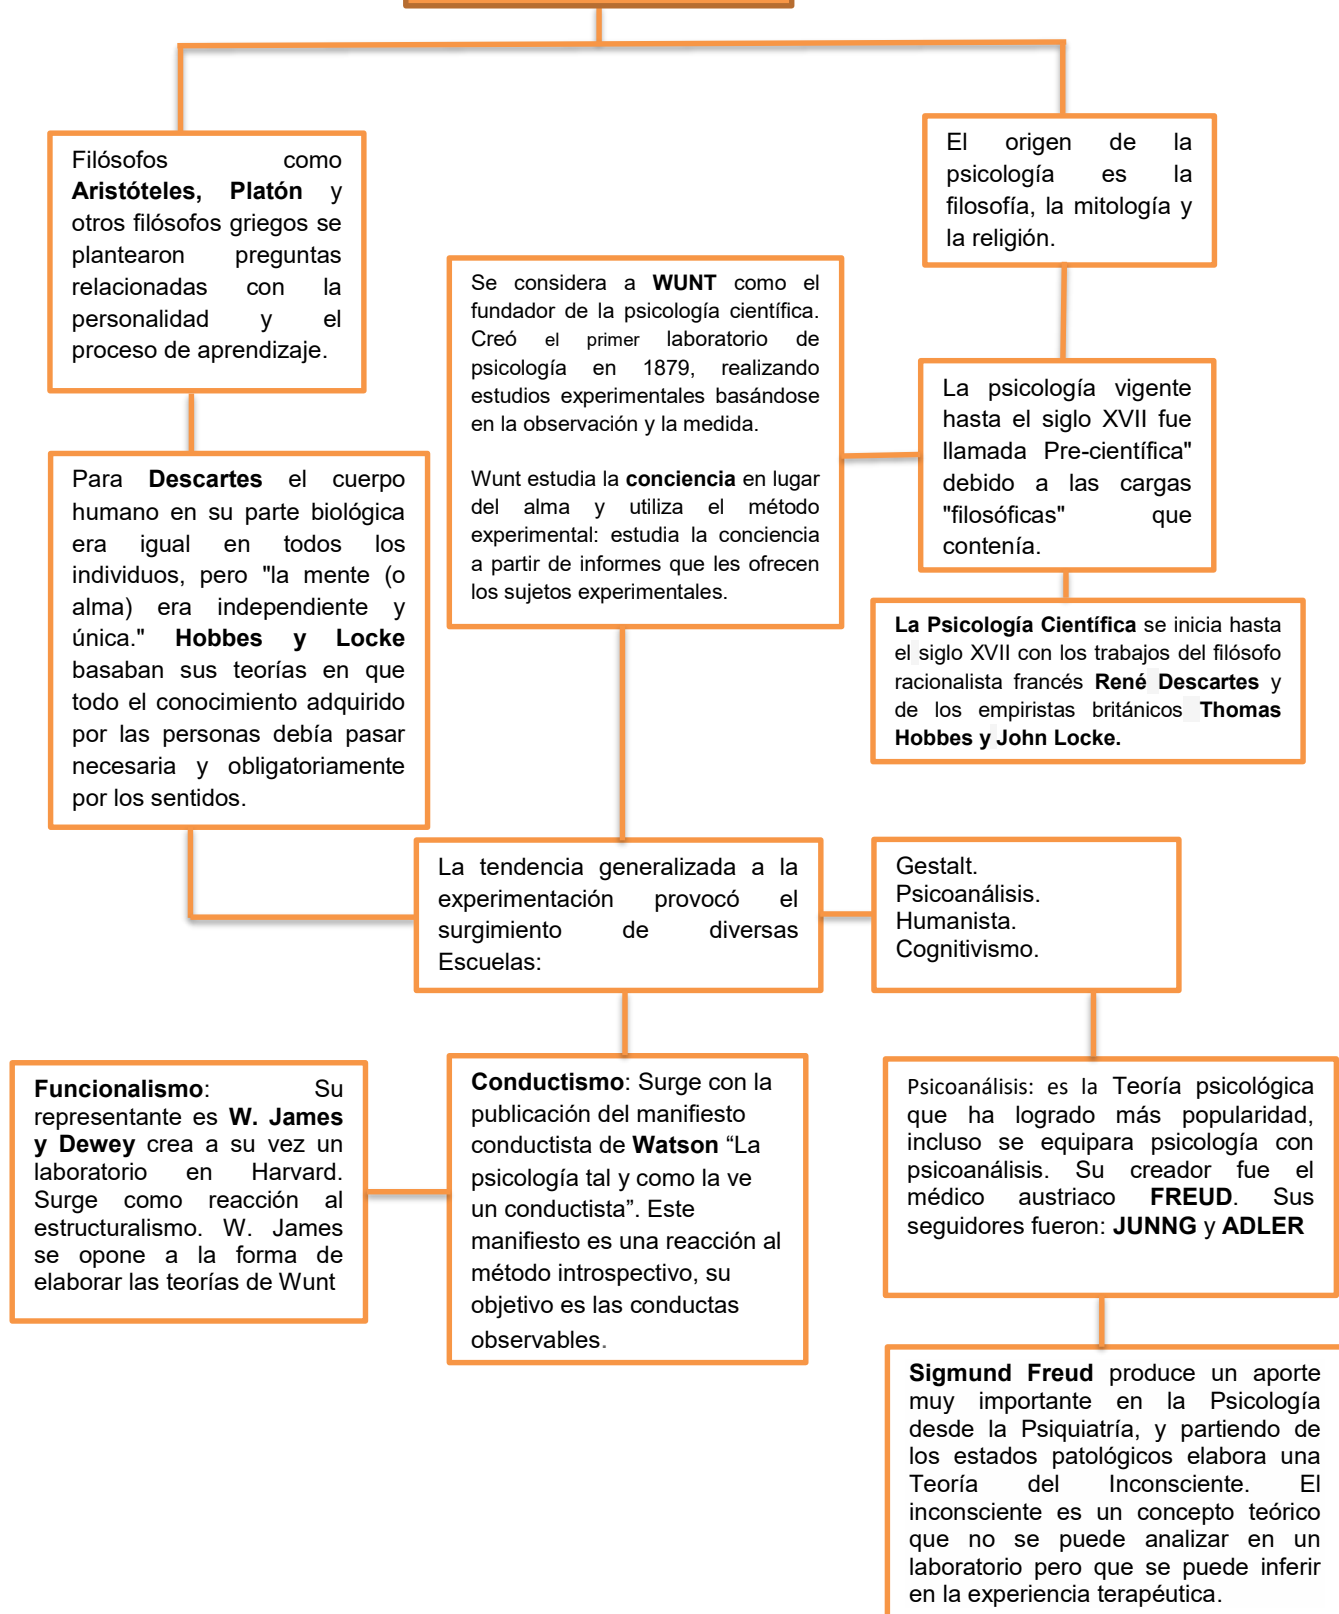 Filósofos como
Aristóteles, Platón y
otros filósofos griegos se
plantearon preguntas
relacionadas con la
personalidad y el
proceso de aprendizaje.
El origen de la
psicología es la
filosofía, la mitología y
la religión.
Se considera a WUNT como el
fundador de la psicología científica.
Creó el primer laboratorio de
psicología en 1879, realizando
estudios experimentales basándose
en la observación y la medida.
Wunt estudia la conciencia en lugar
del alma y utiliza el método
experimental: estudia la conciencia
a partir de informes que les ofrecen
los sujetos experimentales.
La psicología vigente
hasta el siglo XVII fue
llamada Pre-científica"
debido a las cargas
"filosóficas" que
contenía.
Para Descartes el cuerpo
humano en su parte biológica
era igual en todos los
individuos, pero "la mente (o
alma) era independiente y
única." Hobbes y Locke
basaban sus teorías en que
todo el conocimiento adquirido
por las personas debía pasar
necesaria y obligatoriamente
por los sentidos.
La Psicología Científica se inicia hasta
el siglo XVII con los trabajos del filósofo
racionalista francés René Descartes y
de los empiristas británicos Thomas
Hobbes y John Locke.
La tendencia generalizada a la
experimentación provocó el
surgimiento de diversas
Escuelas:
Gestalt.
Psicoanálisis.
Humanista.
Cognitivismo.
Funcionalismo: Su
representante es W. James
y Dewey crea a su vez un
laboratorio en Harvard.
Surge como reacción al
estructuralismo. W. James
se opone a la forma de
elaborar las teorías de Wunt
Conductismo: Surge con la
publicación del manifiesto
conductista de Watson “La
psicología tal y como la ve
un conductista”. Este
manifiesto es una reacción al
método introspectivo, su
objetivo es las conductas
observables.
Psicoanálisis: es la Teoría psicológica
que ha logrado más popularidad,
incluso se equipara psicología con
psicoanálisis. Su creador fue el
médico austriaco FREUD. Sus
seguidores fueron: JUNNG y ADLER
Sigmund Freud produce un aporte
muy importante en la Psicología
desde la Psiquiatría, y partiendo de
los estados patológicos elabora una
Teoría del Inconsciente. El
inconsciente es un concepto teórico
que no se puede analizar en un
laboratorio pero que se puede inferir
en la experiencia terapéutica.